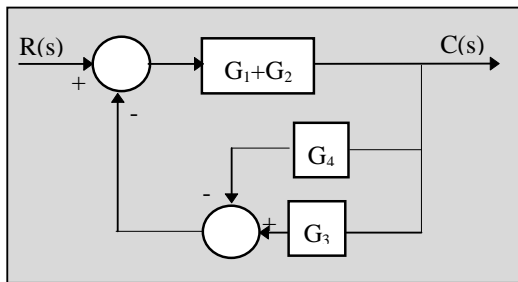 R(s)
C(s)
+
G₁+G₂
-
G₄
-
+
G₃